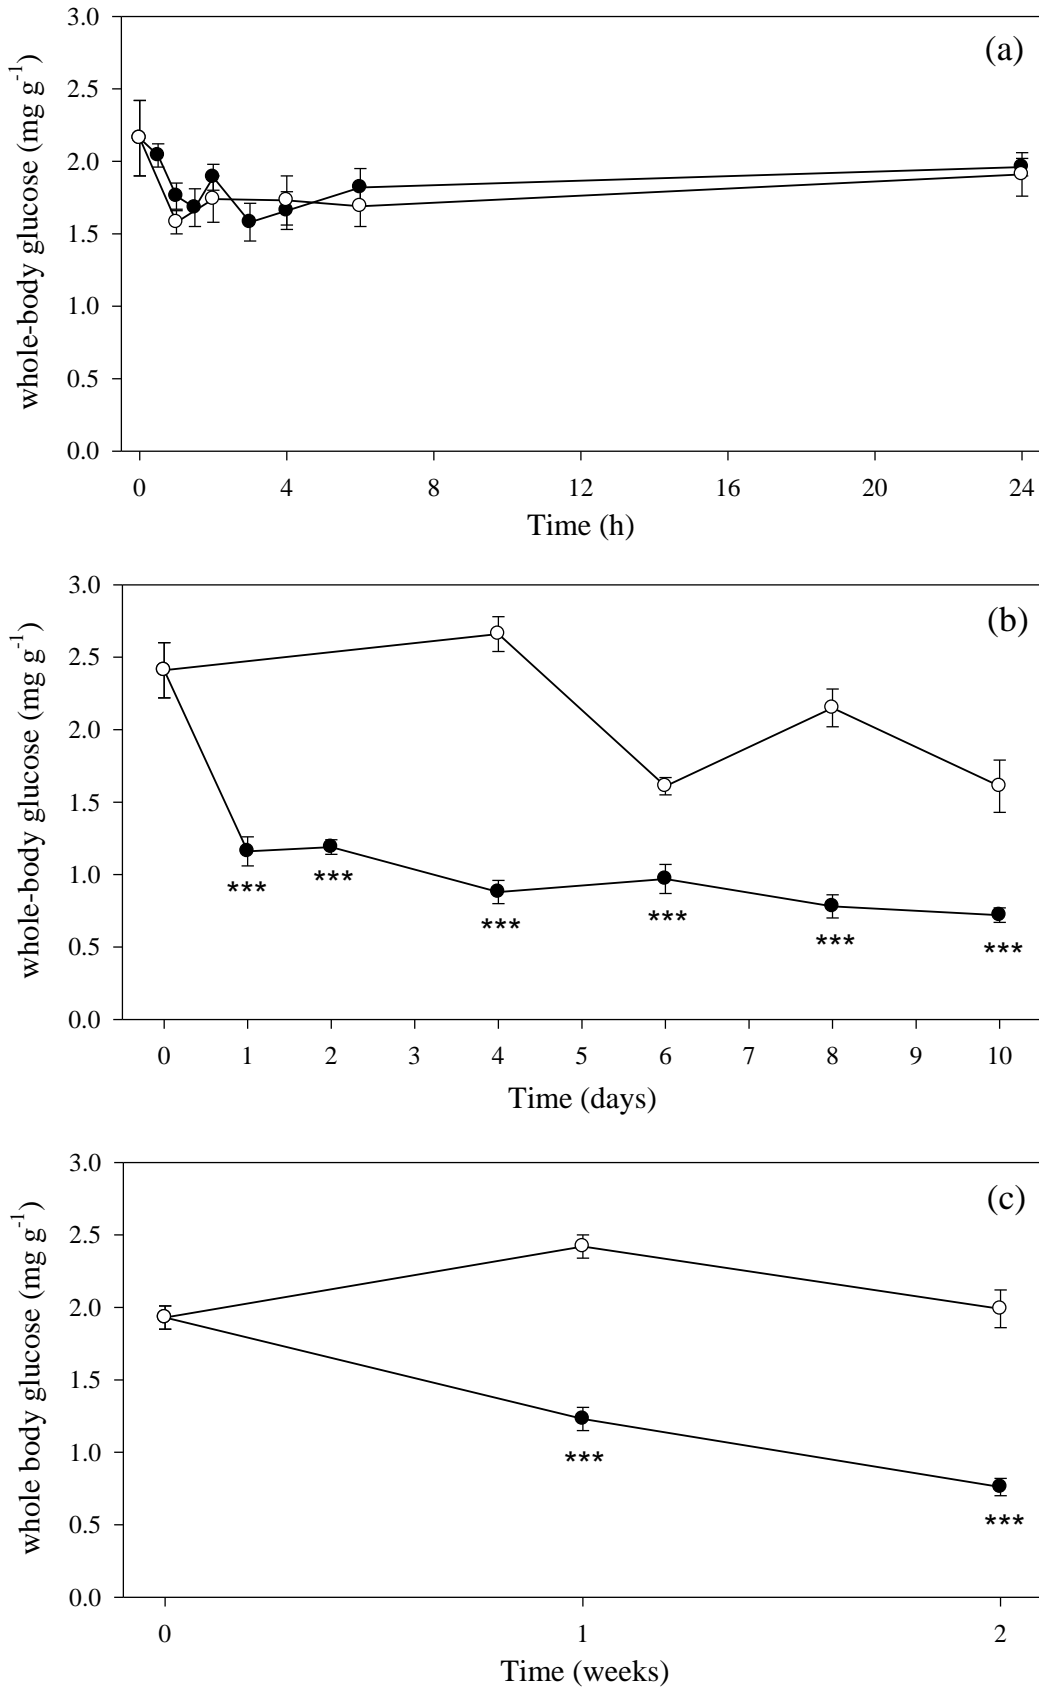 3.0
(a)
2.5
2.0
1.5
1.0
0.5
0.0
whole-body glucose (mg g⁻¹)
0 4 8 12 16 20 24
Time (h)
3.0
(b)
2.5
2.0
1.5
1.0
0.5
0.0
whole-body glucose (mg g⁻¹)
*** *** *** *** *** ***
0 1 2 3 4 5 6 7 8 9 10
Time (days)
3.0
(c)
2.5
2.0
1.5
1.0
0.5
0.0
whole body glucose (mg g⁻¹)
*** ***
0 1 2
Time (weeks)